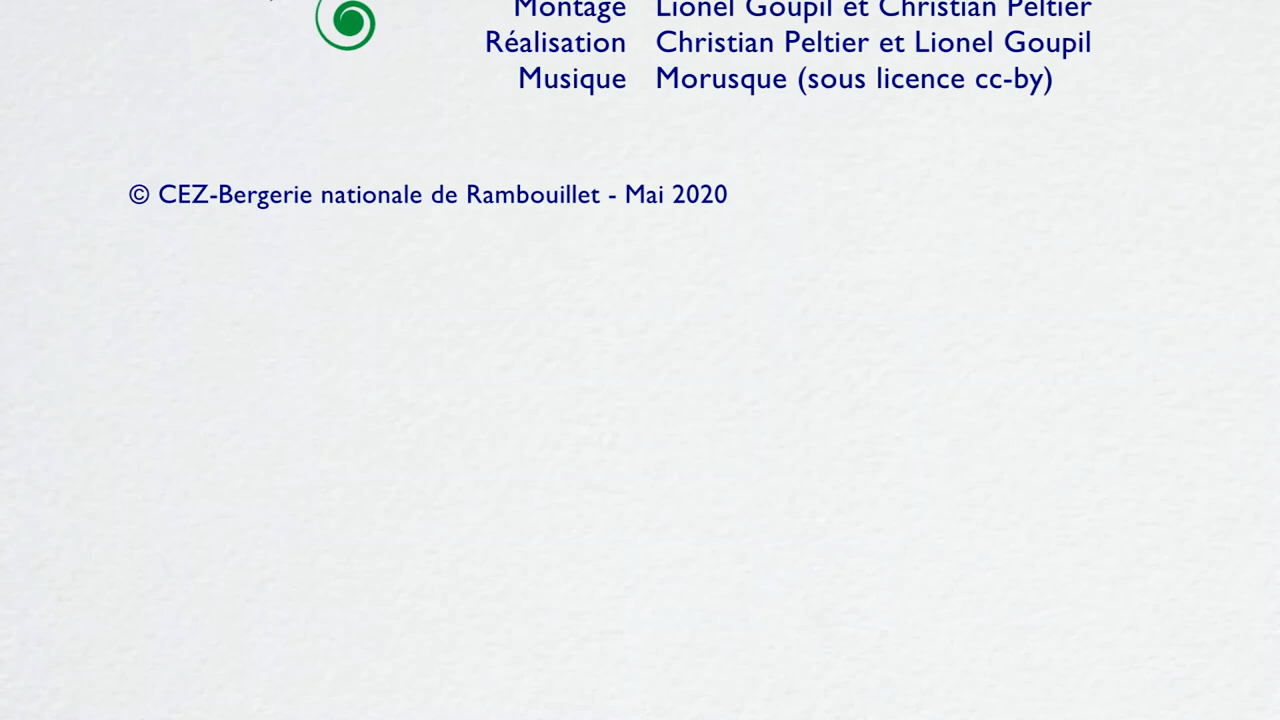 Montage Lionel Goupil et Christian Peltier
Réalisation Christian Peltier et Lionel Goupil
Musique Morusque (sous licence cc-by)
© CEZ-Bergerie nationale de Rambouillet - Mai 2020